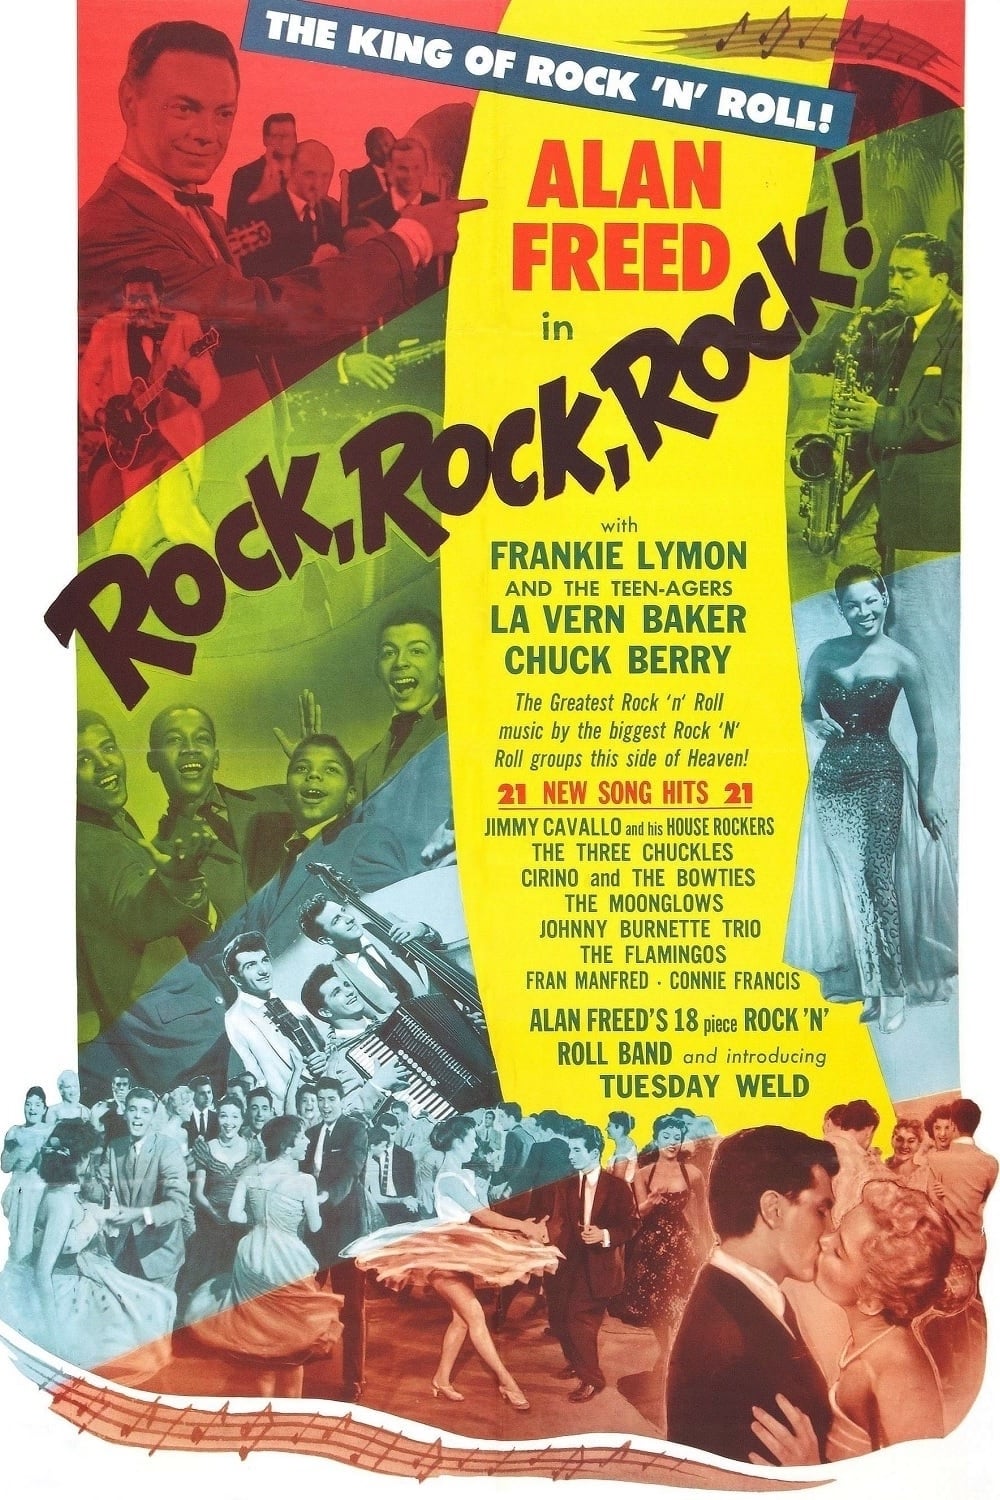 THE KING OF ROCK 'N' ROLL!
ALAN
FREED
in
ROCK, ROCK, ROCK!
with
FRANKIE LYMON
AND THE TEEN-AGERS
LA VERN BAKER
CHUCK BERRY
The Greatest Rock 'n' Roll
music by the biggest Rock 'N'
Roll groups this side of Heaven!
21 NEW SONG HITS 21
JIMMY CAVALLO and his HOUSE ROCKERS
THE THREE CHUCKLES
CIRINO and THE BOWTIES
THE MOONGLOWS
JOHNNY BURNETTE TRIO
THE FLAMINGOS
FRAN MANFRED · CONNIE FRANCIS
ALAN FREED'S 18 piece ROCK 'N'
ROLL BAND and introducing
TUESDAY WELD